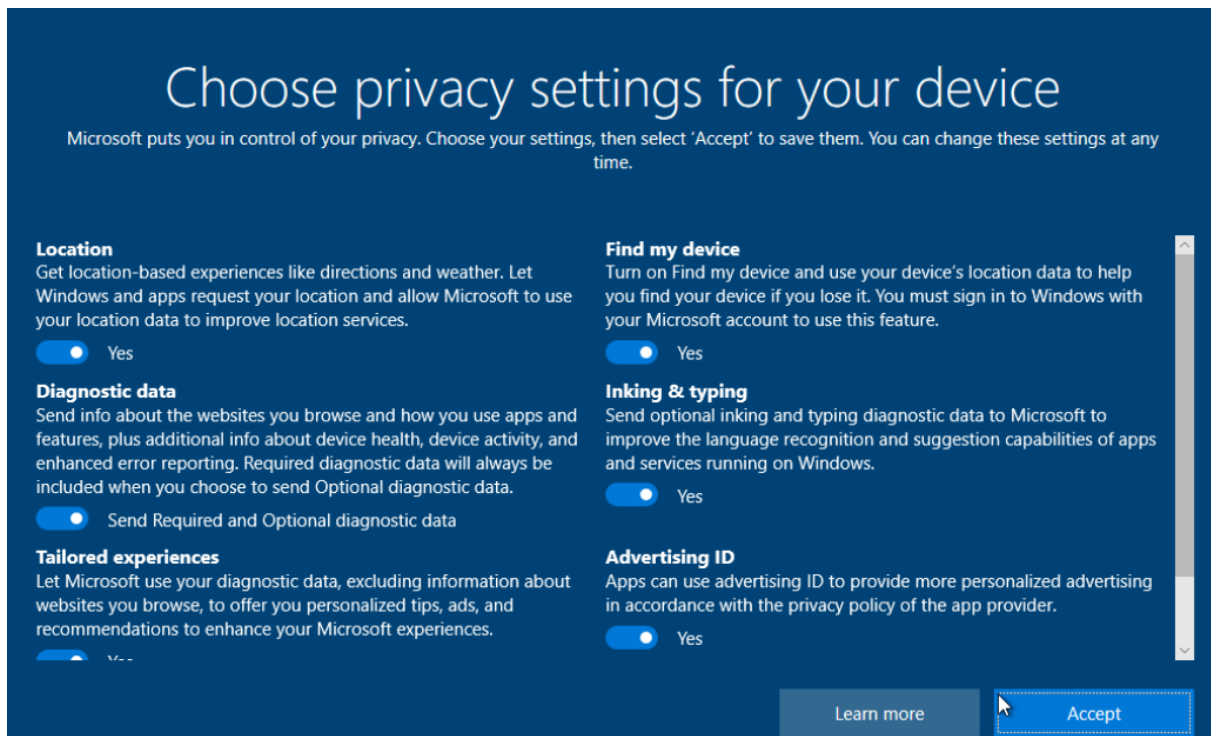 Choose privacy settings for your device
Microsoft puts you in control of your privacy. Choose your settings, then select ‘Accept’ to save them. You can change these settings at any
time.
Location
Get location-based experiences like directions and weather. Let
Windows and apps request your location and allow Microsoft to use
your location data to improve location services.
Yes
Diagnostic data
Send info about the websites you browse and how you use apps and
features, plus additional info about device health, device activity, and
enhanced error reporting. Required diagnostic data will always be
included when you choose to send Optional diagnostic data.
Send Required and Optional diagnostic data
Tailored experiences
Let Microsoft use your diagnostic data, excluding information about
websites you browse, to offer you personalized tips, ads, and
recommendations to enhance your Microsoft experiences.
Yes
Find my device
Turn on Find my device and use your device’s location data to help
you find your device if you lose it. You must sign in to Windows with
your Microsoft account to use this feature.
Yes
Inking & typing
Send optional inking and typing diagnostic data to Microsoft to
improve the language recognition and suggestion capabilities of apps
and services running on Windows.
Yes
Advertising ID
Apps can use advertising ID to provide more personalized advertising
in accordance with the privacy policy of the app provider.
Yes
Learn more
Accept